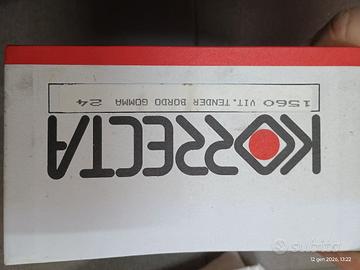 KORRECTA
1560 VIT. TENDER BORDO GOMMA 24
subito
12 gen 2026, 13:22